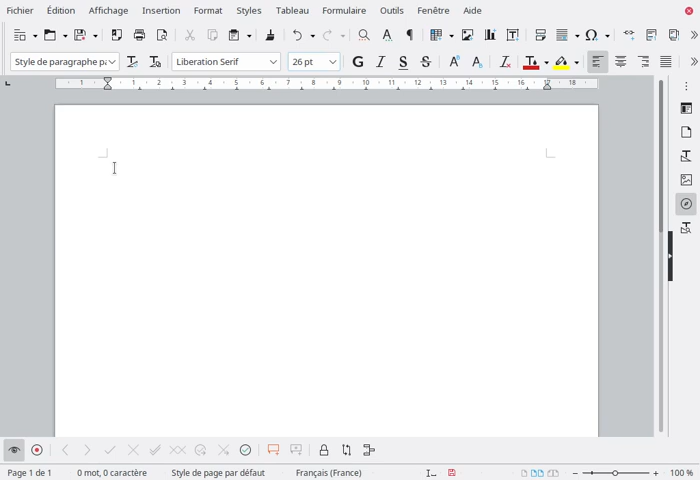 Fichier Édition Affichage Insertion Format Styles Tableau Formulaire Outils Fenêtre Aide
Style de paragraphe pa Liberation Serif 26 pt G I S S A A
1 1 2 3 4 5 6 7 8 9 10 11 12 13 14 15 16 17 18
Page 1 de 1 0 mot, 0 caractère Style de page par défaut Français (France) 100 %